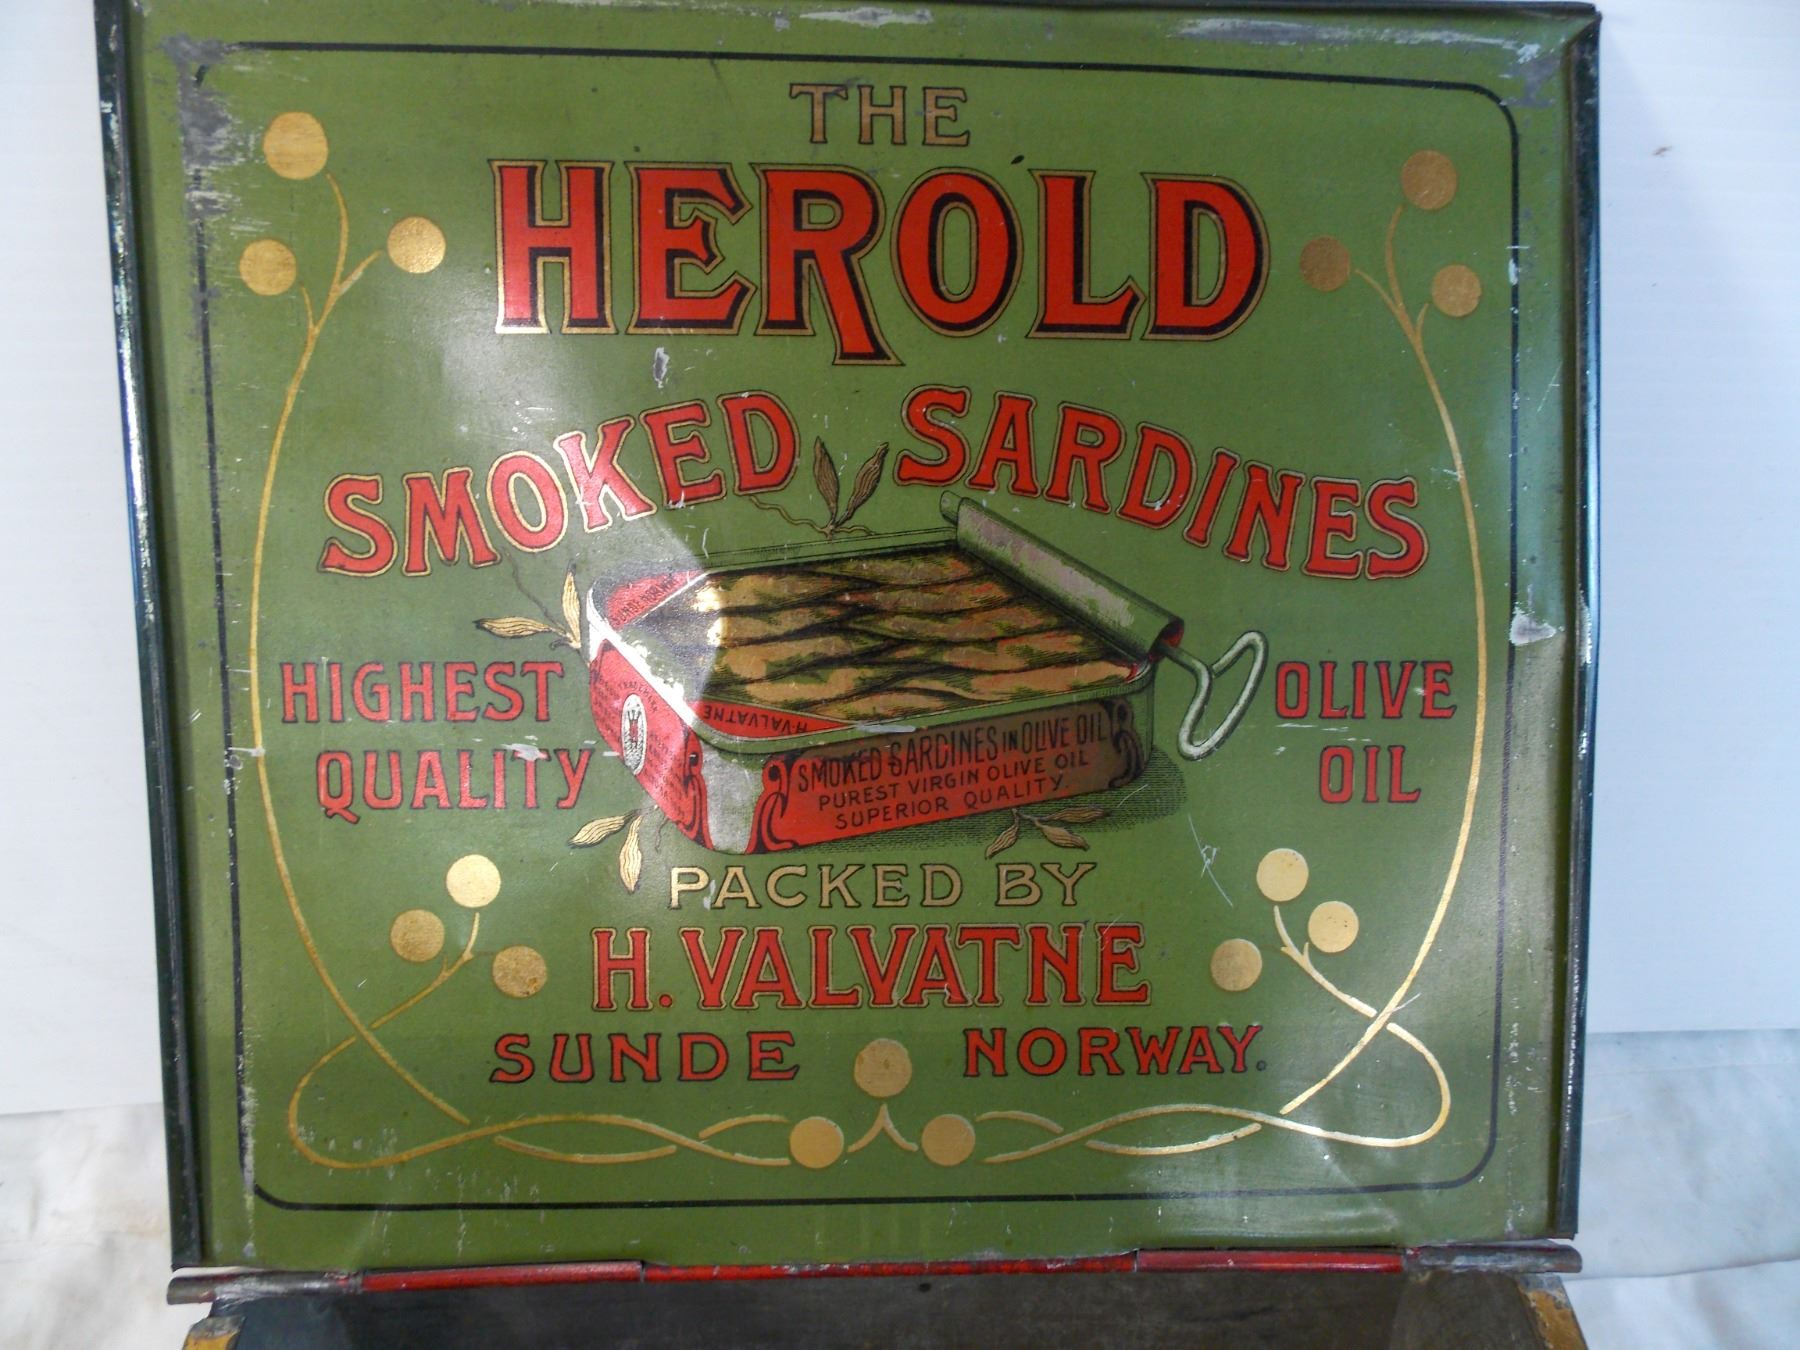 THE
HEROLD
SMOKED SARDINES
HIGHEST
QUALITY
OLIVE
OIL
H. VALVATNE
SMOKED SARDINES IN OLIVE OIL
PUREST VIRGIN OLIVE OIL
SUPERIOR QUALITY.
PACKED BY
H. VALVATNE
SUNDE NORWAY.